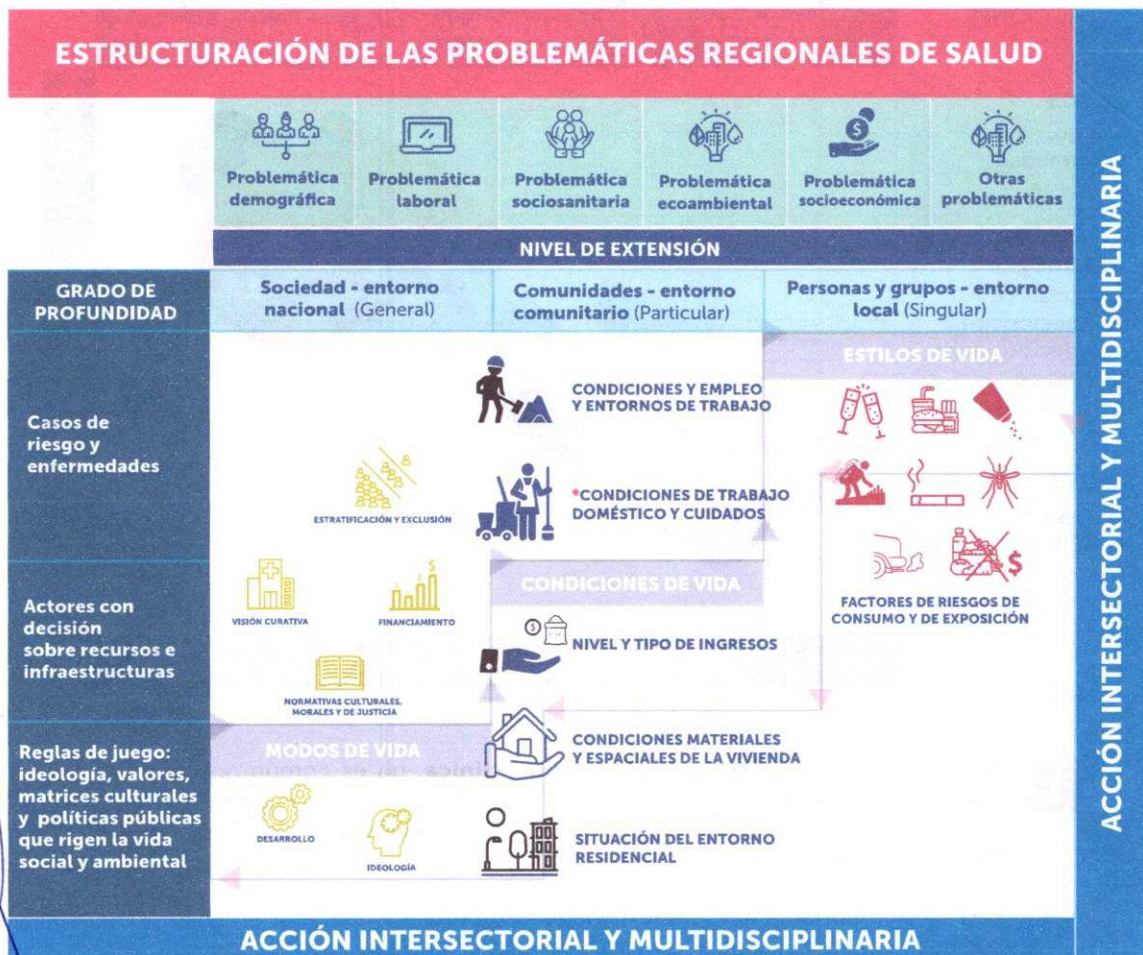 ESTRUCTURACIÓN DE LAS PROBLEMÁTICAS REGIONALES DE SALUD
Problemática
demográfica
Problemática
laboral
Problemática
sociosanitaria
Problemática
ecoambiental
Problemática
socioeconómica
Otras
problemáticas
NIVEL DE EXTENSIÓN
GRADO DE
PROFUNDIDAD
Sociedad - entorno
nacional (General)
Comunidades - entorno
comunitario (Particular)
Personas y grupos - entorno
local (Singular)
Casos de
riesgo y
enfermedades
ESTRATIFICACIÓN Y EXCLUSIÓN
CONDICIONES Y EMPLEO
Y ENTORNOS DE TRABAJO
*CONDICIONES DE TRABAJO
DOMÉSTICO Y CUIDADOS
ESTILOS DE VIDA
$
FACTORES DE RIESGOS DE
CONSUMO Y DE EXPOSICIÓN
Actores con
decisión
sobre recursos e
infraestructuras
VISIÓN CURATIVA
$
FINANCIAMIENTO
NORMATIVAS CULTURALES,
MORALES Y DE JUSTICIA
CONDICIONES DE VIDA
NIVEL Y TIPO DE INGRESOS
Reglas de juego:
ideología, valores,
matrices culturales
y políticas públicas
que rigen la vida
social y ambiental
MODOS DE VIDA
DESARROLLO
IDEOLOGÍA
CONDICIONES MATERIALES
Y ESPACIALES DE LA VIVIENDA
SITUACIÓN DEL ENTORNO
RESIDENCIAL
ACCIÓN INTERSECTORIAL Y MULTIDISCIPLINARIA
ACCIÓN INTERSECTORIAL Y MULTIDISCIPLINARIA